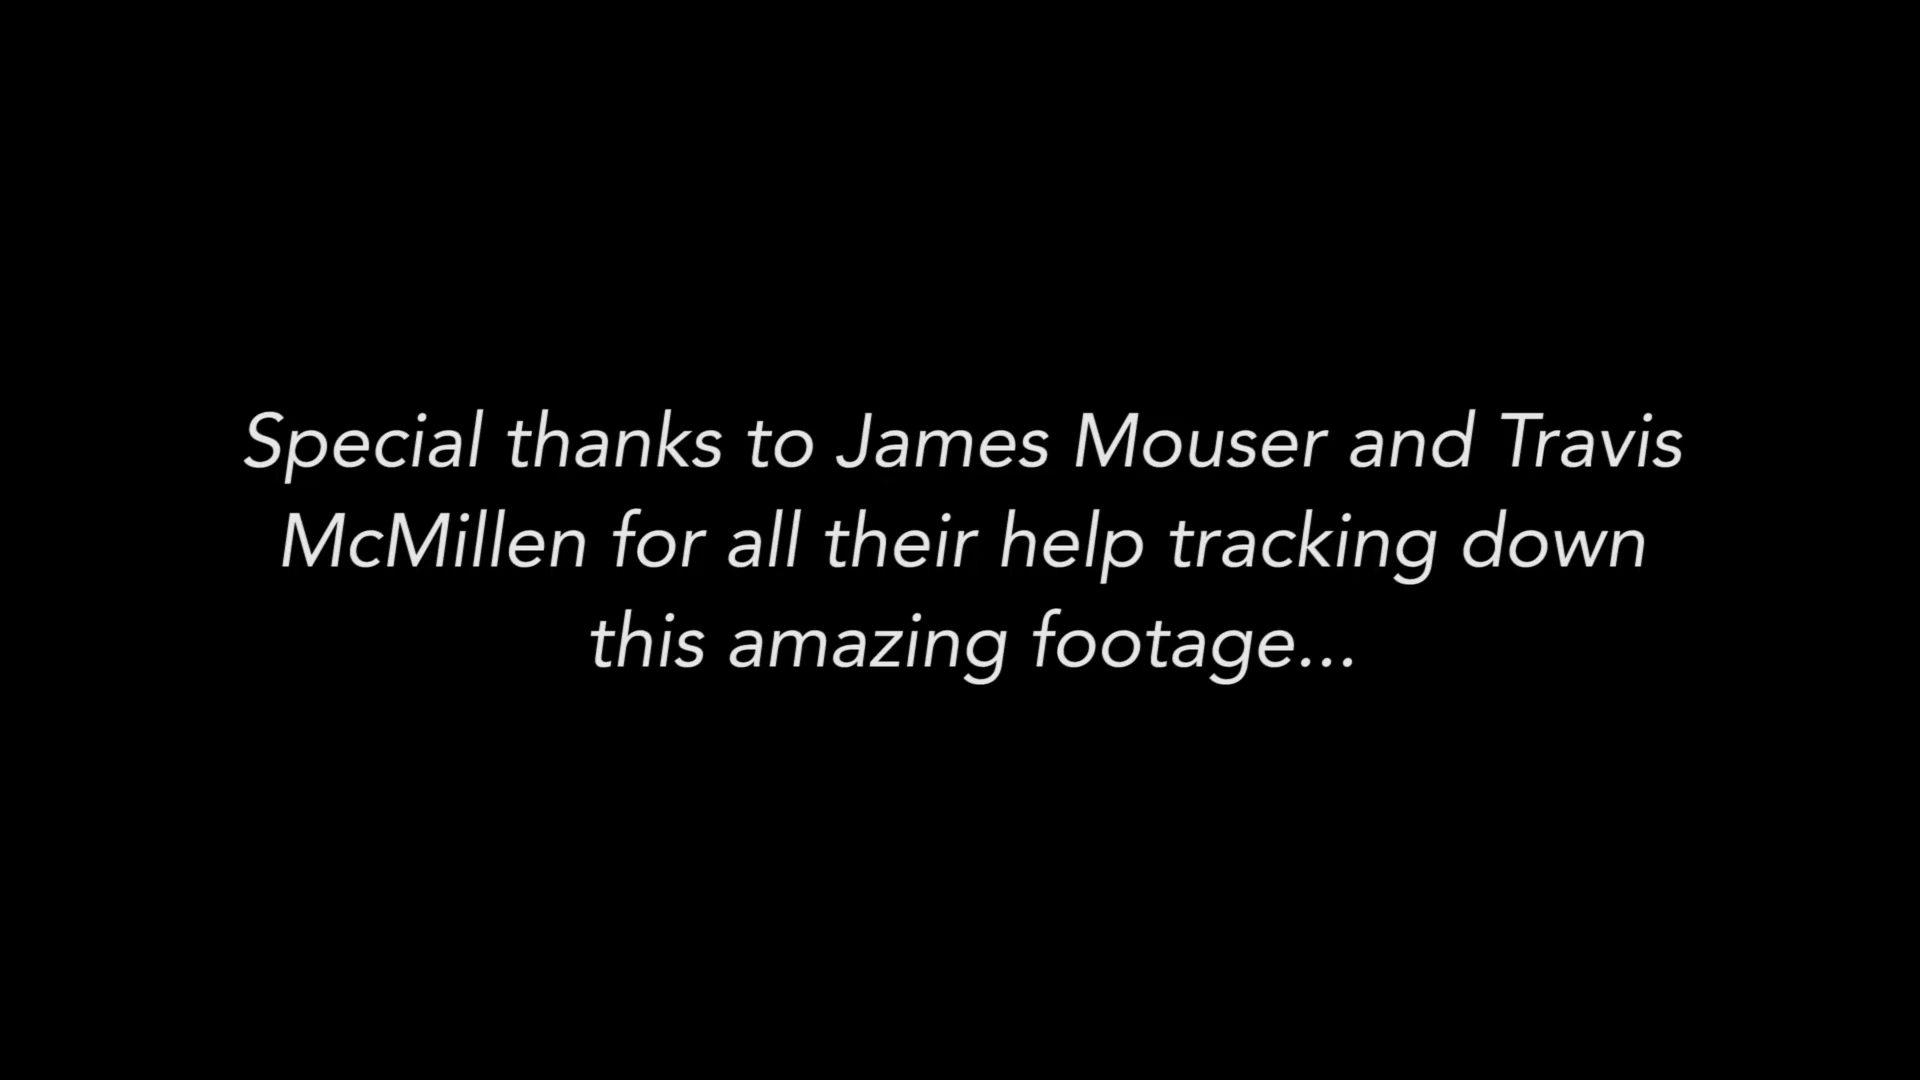 Special thanks to James Mouser and Travis
McMillen for all their help tracking down
this amazing footage...